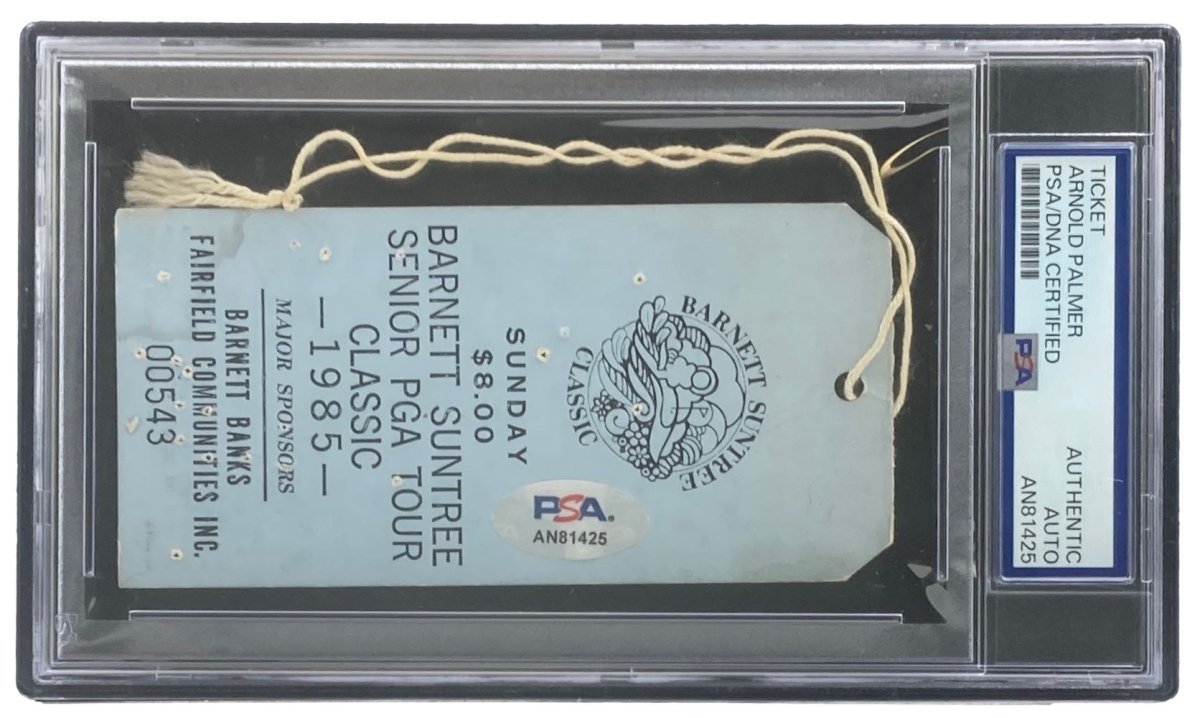 TICKET
ARNOLD PALMER
PSA/DNA CERTIFIED
AUTHENTIC
AUTO
AN81425
PSA
BARNETT SUNTREE
CLASSIC
SUNDAY
$8.00
BARNETT SUNTREE
SENIOR PGA TOUR
CLASSIC
—1985—
MAJOR SPONSORS
BARNETT BANKS
FAIRFIELD COMMUNITIES INC.
00543
PSA.
AN81425